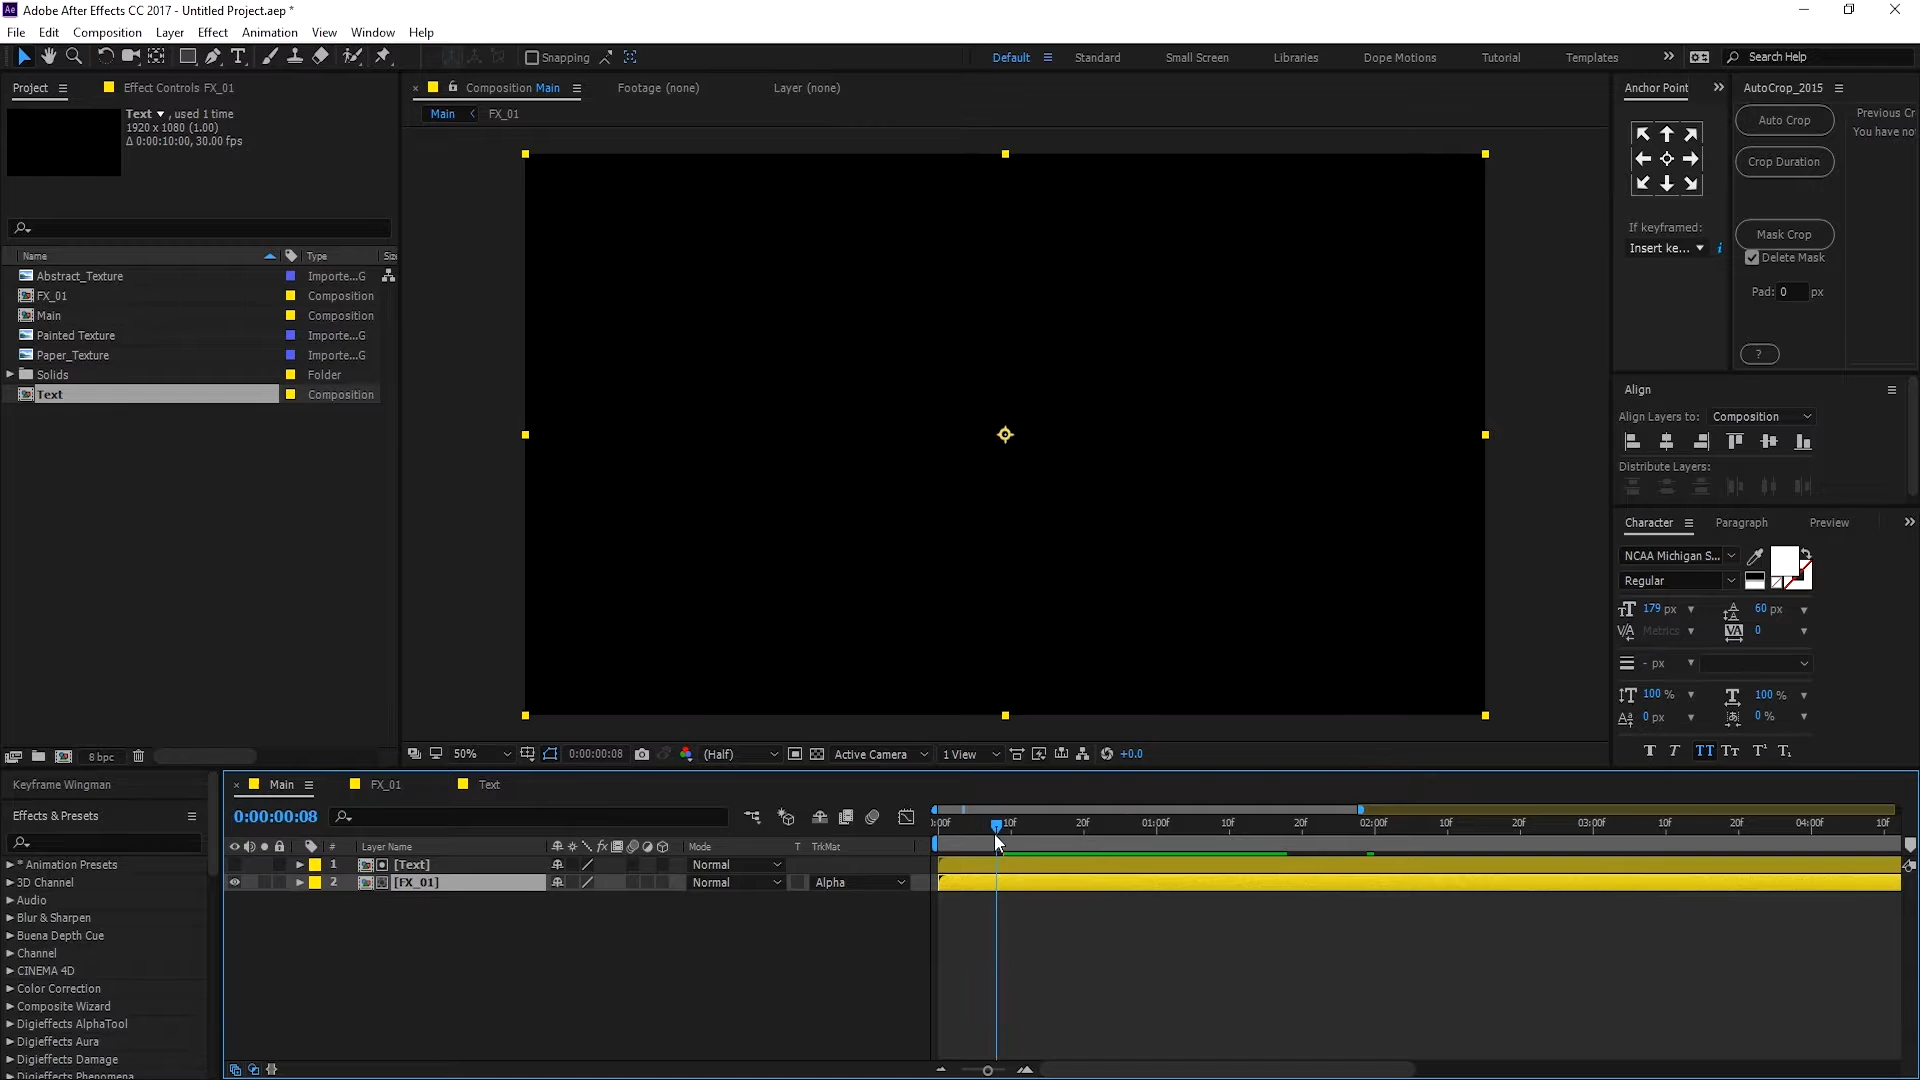 Adobe After Effects CC 2017 - Untitled Project.aep *
File Edit Composition Layer Effect Animation View Window Help
Snapping
Default Standard Small Screen Libraries Dope Motions Tutorial Templates Search Help
Project Effect Controls FX_01
Text , used 1 time
1920 x 1080 (1.00)
Δ 0:00:10:00, 30.00 fps
Name Type
Abstract_Texture Importe...G
FX_01 Composition
Main Composition
Painted Texture Importe...G
Paper_Texture Importe...G
Solids Folder
Text Composition
8 bpc
Composition Main Footage (none) Layer (none)
Main FX_01
50% 0:00:00:08 (Half) Active Camera 1 View +0.0
Anchor Point
If keyframed:
Insert ke...
AutoCrop_2015
Auto Crop
Crop Duration
Mask Crop
Delete Mask
Pad: 0 px
?
Previous Cr
You have no
Align
Align Layers to: Composition
Distribute Layers:
Character Paragraph Preview
NCAA Michigan S...
Regular
179 px 60 px
Metrics 0
- px
100 % 100 %
0 px 0 %
Keyframe Wingman
Effects & Presets
* Animation Presets
3D Channel
Audio
Blur & Sharpen
Buena Depth Cue
Channel
CINEMA 4D
Color Correction
Composite Wizard
Digieffects AlphaTool
Digieffects Aura
Digieffects Damage
Digieffects Phenomena
Main FX_01 Text
0:00:00:08
# Layer Name Mode T TrkMat
1 [Text] Normal
2 [FX_01] Normal Alpha
10f 20f 01:00f 10f 20f 02:00f 10f 20f 03:00f 10f 20f 04:00f 10f